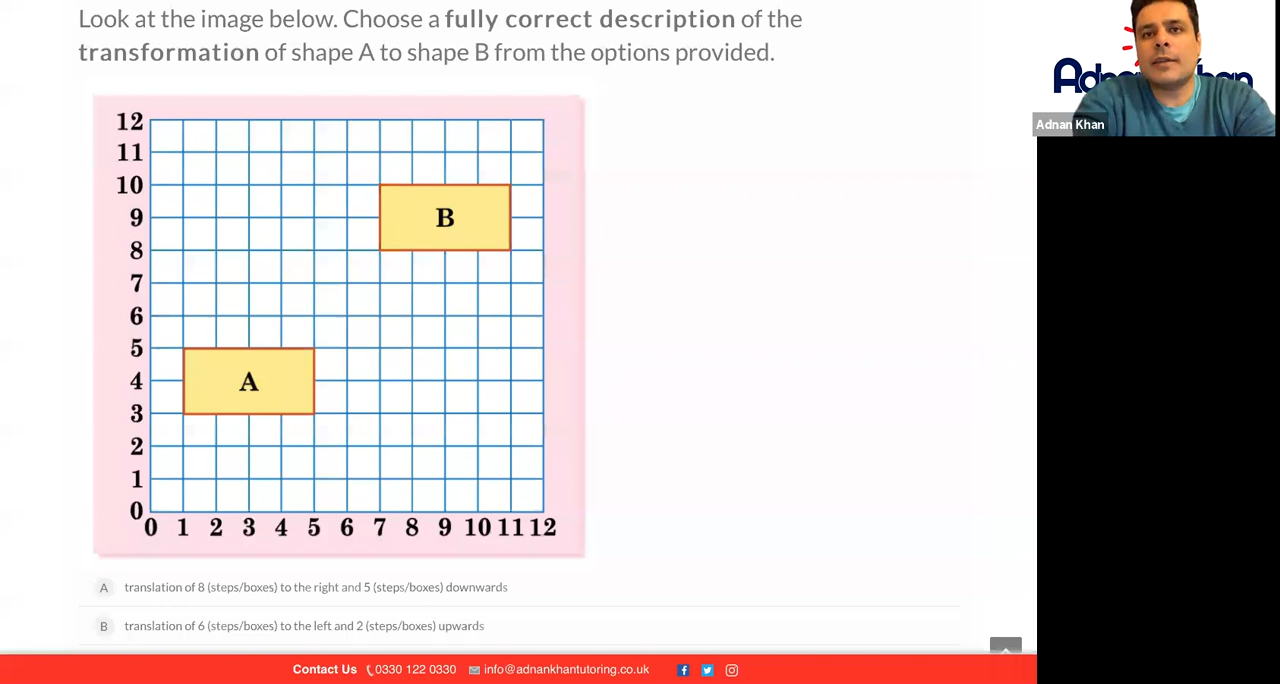 Look at the image below. Choose a fully correct description of the
transformation of shape A to shape B from the options provided.
Adnan Khan
12
11
10
9
B
8
7
6
5
4
A
3
2
1
0
0 1 2 3 4 5 6 7 8 9 10 11 12
A translation of 8 (steps/boxes) to the right and 5 (steps/boxes) downwards
B translation of 6 (steps/boxes) to the left and 2 (steps/boxes) upwards
Contact Us 0330 122 0330 info@adnankhantutoring.co.uk